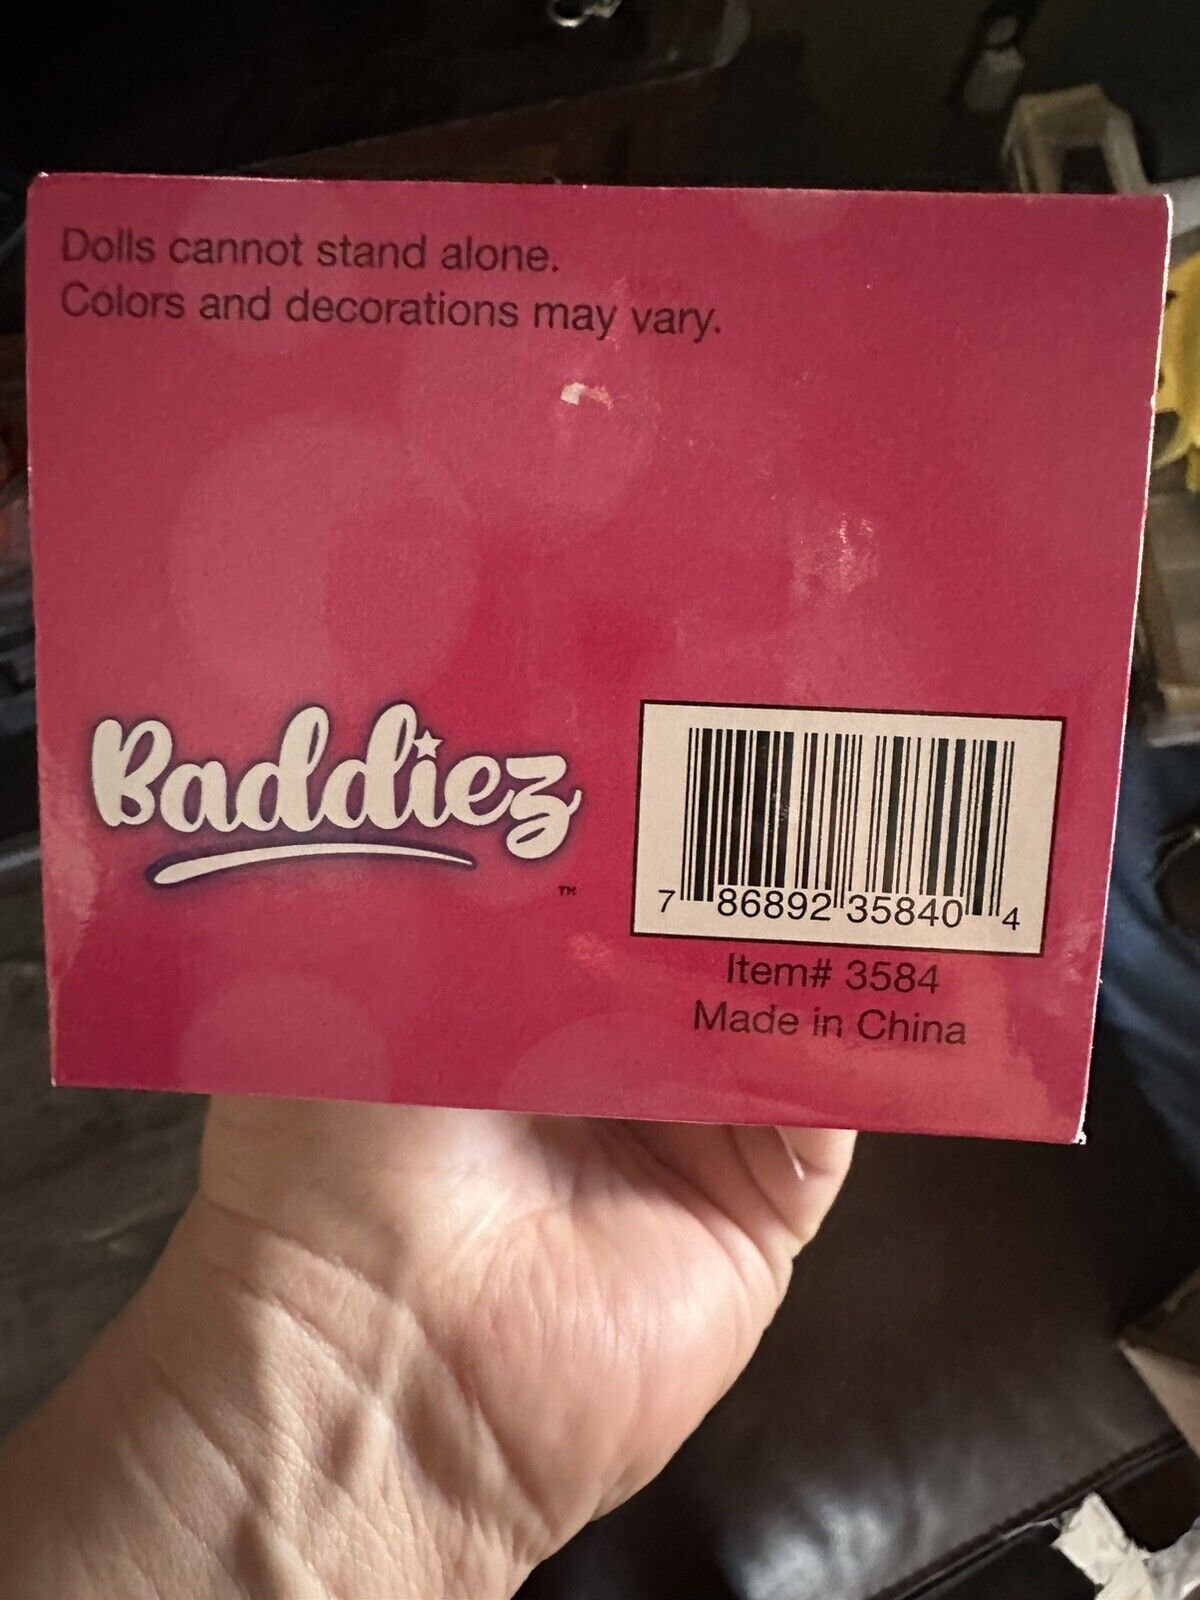 Dolls cannot stand alone.
Colors and decorations may vary.
Baddiez
™
7 86892 35840 4
Item# 3584
Made in China